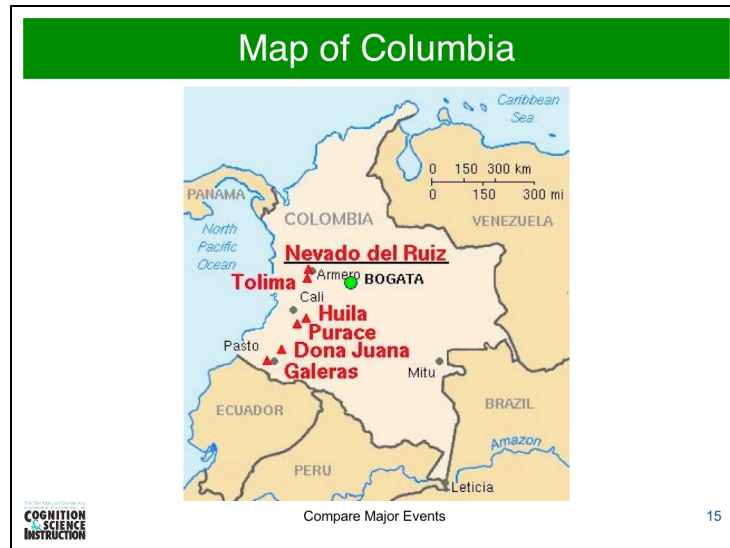 Map of Columbia
Caribbean
Sea
0 150 300 km
0 150 300 mi
PANAMA
North
Pacific
Ocean
COLOMBIA
VENEZUELA
Nevado del Ruiz
Armero
BOGATA
Tolima
Cali
Huila
Purace
Pasto
Dona Juana
Galeras
Mitu
ECUADOR
BRAZIL
Amazon
PERU
Leticia
COGNITION
& SCIENCE
INSTRUCTION
Compare Major Events
15